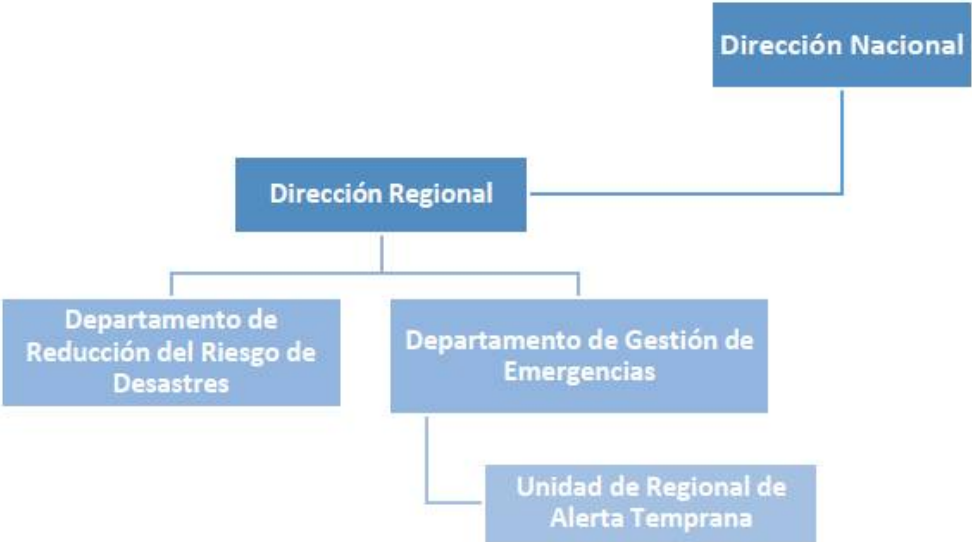 Dirección Nacional
Dirección Regional
Departamento de
Reducción del Riesgo de
Desastres
Departamento de Gestión de
Emergencias
Unidad de Regional de
Alerta Temprana